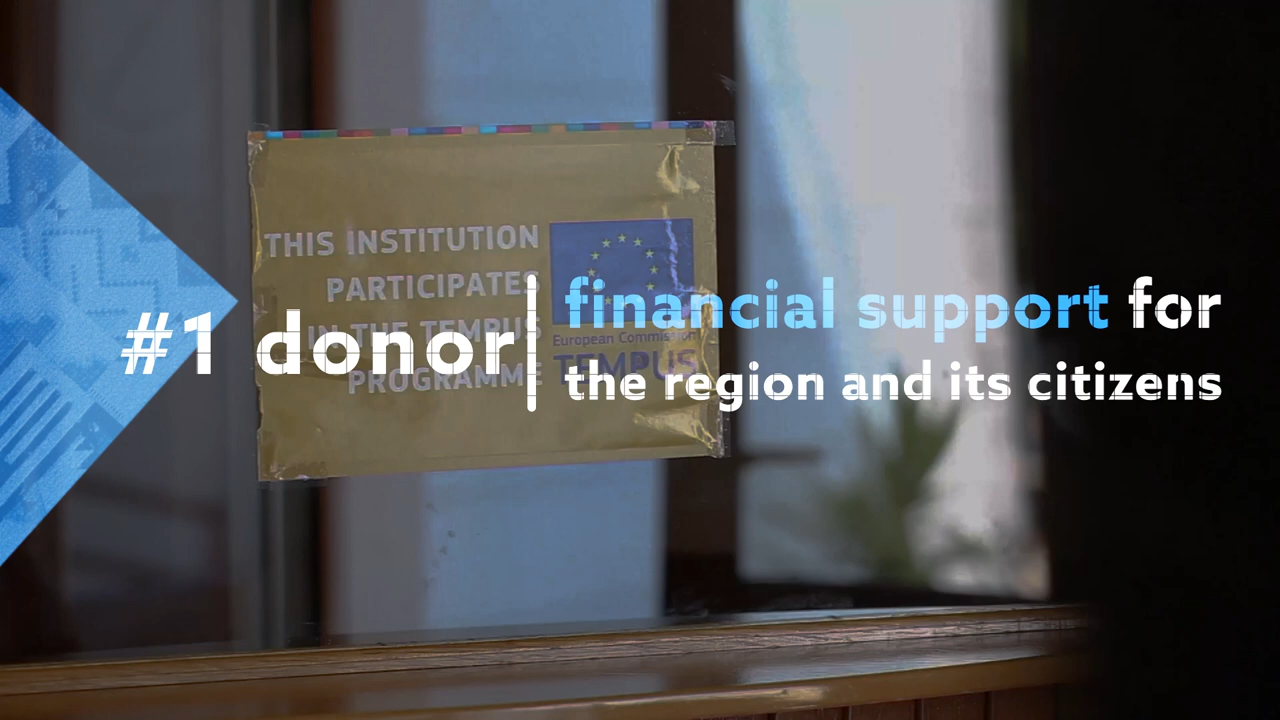 THIS INSTITUTION
PARTICIPATES
IN THE TEMPUS
PROGRAMME
European Commission
TEMPUS
#1 donor
financial support for
the region and its citizens